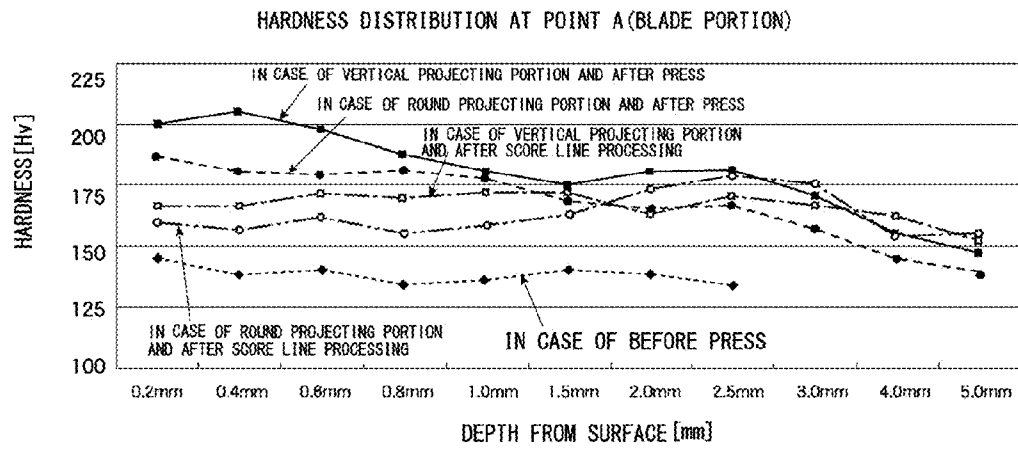 HARDNESS DISTRIBUTION AT POINT A(BLADE PORTION)
HARDNESS[Hv]
225
200
175
150
125
100
IN CASE OF VERTICAL PROJECTING PORTION AND AFTER PRESS
IN CASE OF ROUND PROJECTING PORTION AND AFTER PRESS
IN CASE OF VERTICAL PROJECTING PORTION
AND AFTER SCORE LINE PROCESSING
IN CASE OF ROUND PROJECTING PORTION
AND AFTER SCORE LINE PROCESSING
IN CASE OF BEFORE PRESS
0.2mm 0.4mm 0.6mm 0.8mm 1.0mm 1.5mm 2.0mm 2.5mm 3.0mm 4.0mm 5.0mm
DEPTH FROM SURFACE[mm]